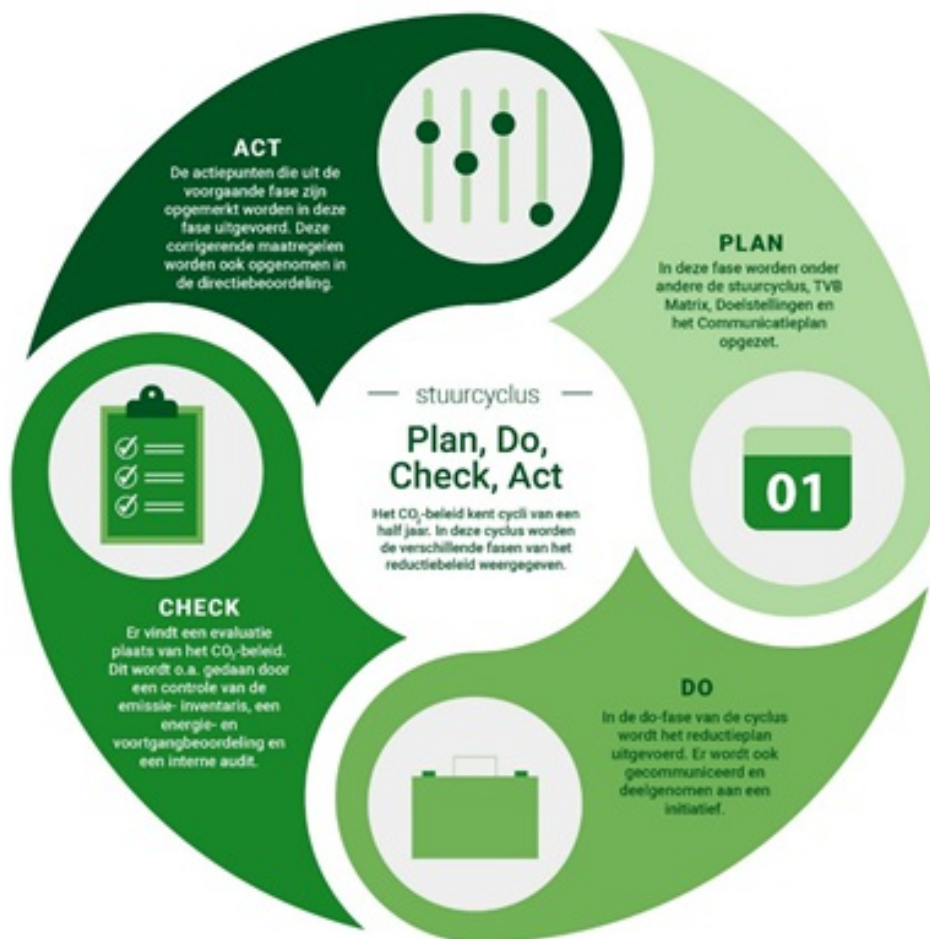 ACT
De actiepunten die uit de
voorgaande fase zijn
opgemerkt worden in deze
fase uitgevoerd. Deze
corrigerende maatregelen
worden ook opgenomen in
de directiebeoordeling.
PLAN
In deze fase worden onder
andere de stuurcyclus, TVB
Matrix, Doelstellingen en
het Communicatieplan
opgezet.
01
stuurcyclus
Plan, Do,
Check, Act
Het CO₂-beleid kent cycli van een
half jaar. In deze cyclus worden
de verschillende fasen van het
reductiebeleid weergegeven.
CHECK
Er vindt een evaluatie
plaats van het CO₂-beleid.
Dit wordt o.a. gedaan door
een controle van de
emissie- inventaris, een
energie- en
voortgangbeoordeling en
een interne audit.
DO
In de do-fase van de cyclus
wordt het reductieplan
uitgevoerd. Er wordt ook
gecommuniceerd en
deelgenomen aan een
initiatief.